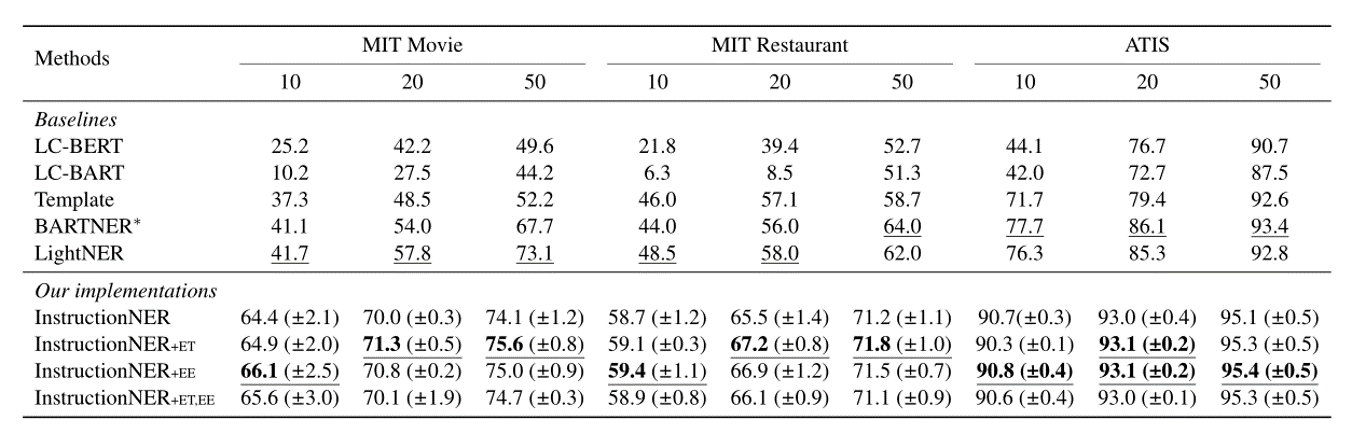 Methods MIT Movie MIT Restaurant ATIS
10 20 50 10 20 50 10 20 50
Baselines
LC-BERT 25.2 42.2 49.6 21.8 39.4 52.7 44.1 76.7 90.7
LC-BART 10.2 27.5 44.2 6.3 8.5 51.3 42.0 72.7 87.5
Template 37.3 48.5 52.2 46.0 57.1 58.7 71.7 79.4 92.6
BARTNER* 41.1 54.0 67.7 44.0 56.0 64.0 77.7 86.1 93.4
LightNER 41.7 57.8 73.1 48.5 58.0 62.0 76.3 85.3 92.8
Our implementations
InstructionNER 64.4 (±2.1) 70.0 (±0.3) 74.1 (±1.2) 58.7 (±1.2) 65.5 (±1.4) 71.2 (±1.1) 90.7(±0.3) 93.0 (±0.4) 95.1 (±0.5)
InstructionNER+ET 64.9 (±2.0) 71.3 (±0.5) 75.6 (±0.8) 59.1 (±0.3) 67.2 (±0.8) 71.8 (±1.0) 90.3 (±0.1) 93.1 (±0.2) 95.3 (±0.5)
InstructionNER+EE 66.1 (±2.5) 70.8 (±0.2) 75.0 (±0.9) 59.4 (±1.1) 66.9 (±1.2) 71.5 (±0.7) 90.8 (±0.4) 93.1 (±0.2) 95.4 (±0.5)
InstructionNER+ET,EE 65.6 (±3.0) 70.1 (±1.9) 74.7 (±0.3) 58.9 (±0.8) 66.1 (±0.9) 71.1 (±0.9) 90.6 (±0.4) 93.0 (±0.1) 95.3 (±0.5)